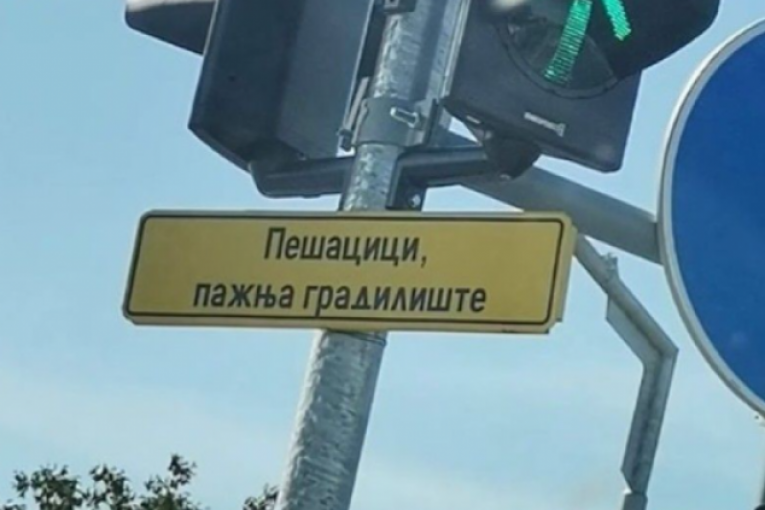 Пешацици,
пажња градилиште